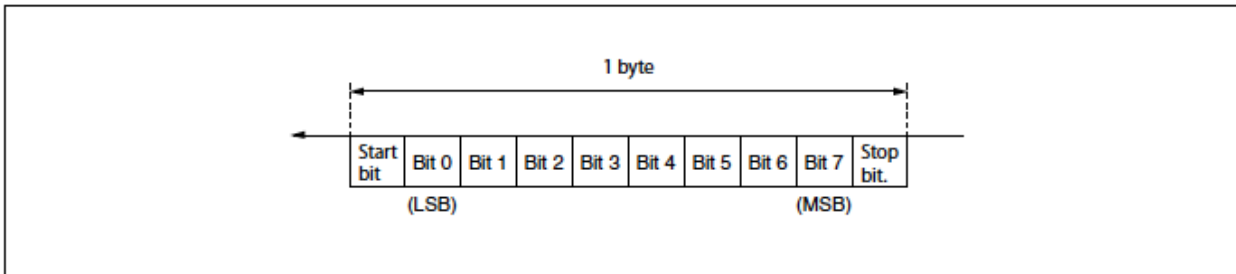 1 byte
Start bit Bit 0 Bit 1 Bit 2 Bit 3 Bit 4 Bit 5 Bit 6 Bit 7 Stop bit.
(LSB) (MSB)